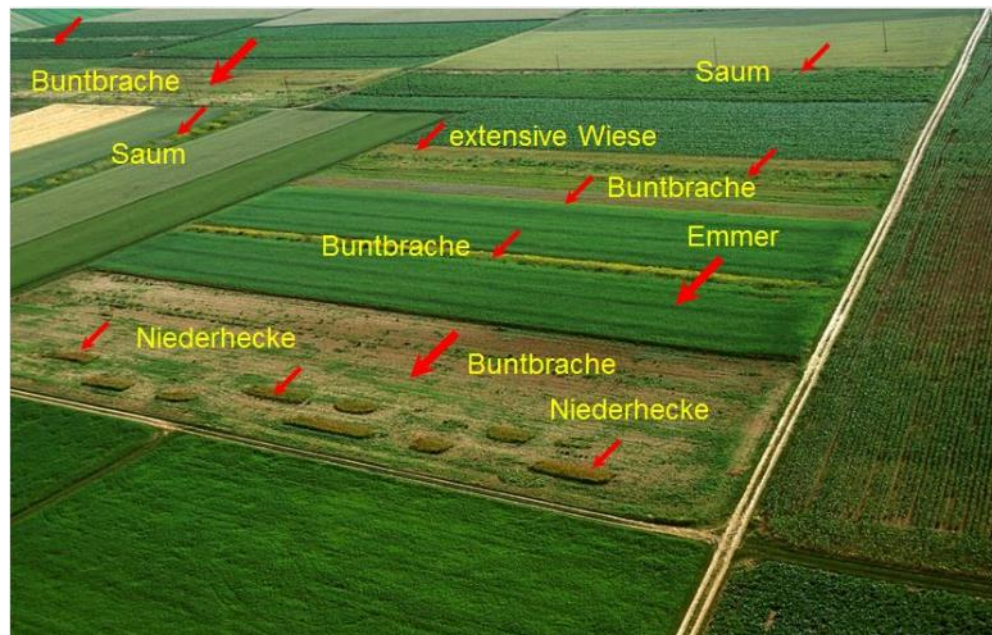 Buntbrache
Saum
Saum
extensive Wiese
Buntbrache
Buntbrache
Emmer
Niederhecke
Buntbrache
Niederhecke